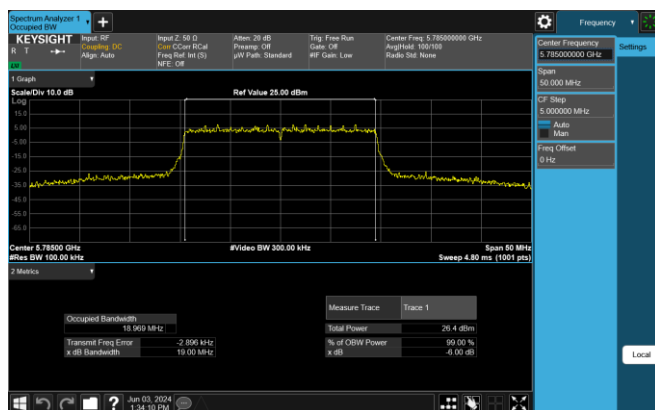 Spectrum Analyzer 1
Occupied BW
Frequency
KEYSIGHT
R T
Input: RF
Coupling: DC
Align: Auto
Input Z: 50 Ω
Corr CCorr RCal
Freq Ref: Int (S)
NFE: Off
Atten: 20 dB
Preamp: Off
µW Path: Standard
Trig: Free Run
Gate: Off
#IF Gain: Low
Center Freq: 5.785000000 GHz
Avg|Hold: 100/100
Radio Std: None
Center Frequency
5.785000000 GHz
Settings
Span
50.000 MHz
CF Step
5.000000 MHz
Auto
Man
Freq Offset
0 Hz
Local
1 Graph
Scale/Div 10.0 dB
Ref Value 25.00 dBm
Log
15.0
5.00
-5.00
-15.0
-25.0
-35.0
-45.0
-55.0
-65.0
Center 5.78500 GHz
#Video BW 300.00 kHz
Span 50 MHz
#Res BW 100.00 kHz
Sweep 4.80 ms (1001 pts)
2 Metrics
Measure Trace
Trace 1
Occupied Bandwidth
18.969 MHz
Total Power
26.4 dBm
Transmit Freq Error
-2.896 kHz
% of OBW Power
99.00 %
x dB Bandwidth
19.00 MHz
x dB
-6.00 dB
Jun 03, 2024
1:34:10 PM